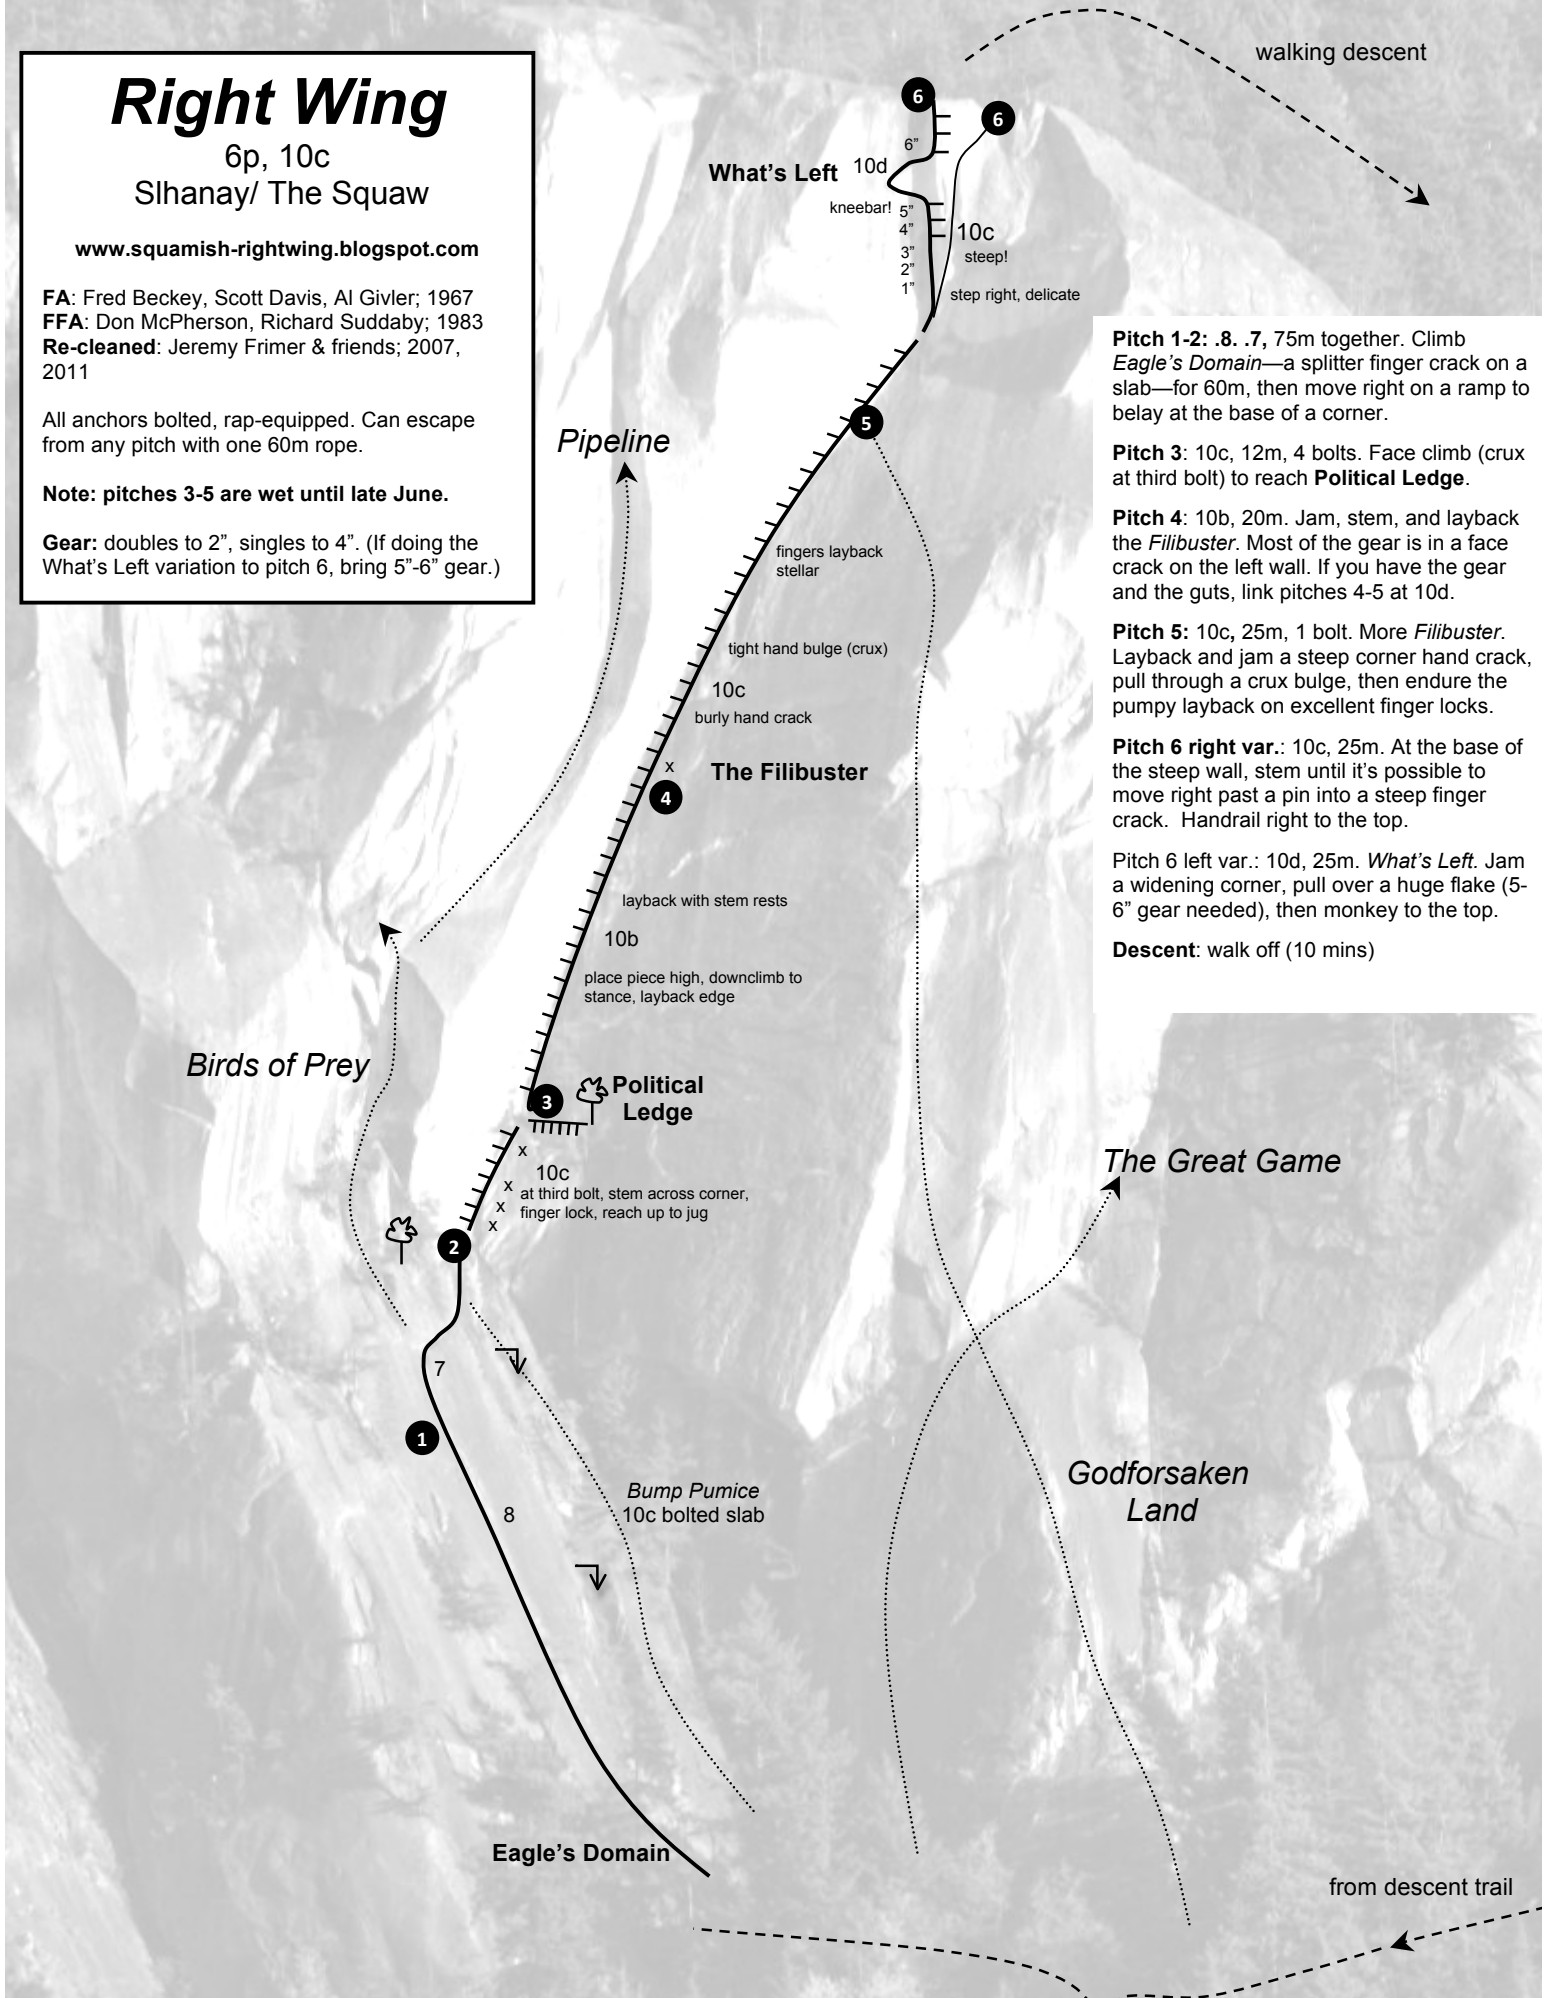 Right Wing
6p, 10c
Slhanay/ The Squaw
www.squamish-rightwing.blogspot.com
FA: Fred Beckey, Scott Davis, Al Givler; 1967
FFA: Don McPherson, Richard Suddaby; 1983
Re-cleaned: Jeremy Frimer & friends; 2007,
2011
All anchors bolted, rap-equipped. Can escape
from any pitch with one 60m rope.
Note: pitches 3-5 are wet until late June.
Gear: doubles to 2”, singles to 4”. (If doing the
What’s Left variation to pitch 6, bring 5”-6” gear.)
walking descent
6
6
6”
What’s Left
10d
kneebar!
5”
4”
10c
3”
steep!
2”
1”
step right, delicate
Pitch 1-2: .8. .7, 75m together. Climb
Eagle’s Domain—a splitter finger crack on a
slab—for 60m, then move right on a ramp to
belay at the base of a corner.
Pitch 3: 10c, 12m, 4 bolts. Face climb (crux
at third bolt) to reach Political Ledge.
Pitch 4: 10b, 20m. Jam, stem, and layback
the Filibuster. Most of the gear is in a face
crack on the left wall. If you have the gear
and the guts, link pitches 4-5 at 10d.
Pitch 5: 10c, 25m, 1 bolt. More Filibuster.
Layback and jam a steep corner hand crack,
pull through a crux bulge, then endure the
pumpy layback on excellent finger locks.
Pitch 6 right var.: 10c, 25m. At the base of
the steep wall, stem until it’s possible to
move right past a pin into a steep finger
crack.  Handrail right to the top.
Pitch 6 left var.: 10d, 25m. What’s Left. Jam
a widening corner, pull over a huge flake (5-
6” gear needed), then monkey to the top.
Descent: walk off (10 mins)
5
Pipeline
fingers layback
stellar
tight hand bulge (crux)
10c
burly hand crack
x
The Filibuster
4
layback with stem rests
10b
place piece high, downclimb to
stance, layback edge
Birds of Prey
3
Political
Ledge
x
10c
x
at third bolt, stem across corner,
finger lock, reach up to jug
x
x
2
The Great Game
7
1
Godforsaken
Land
Bump Pumice
10c bolted slab
8
Eagle’s Domain
from descent trail